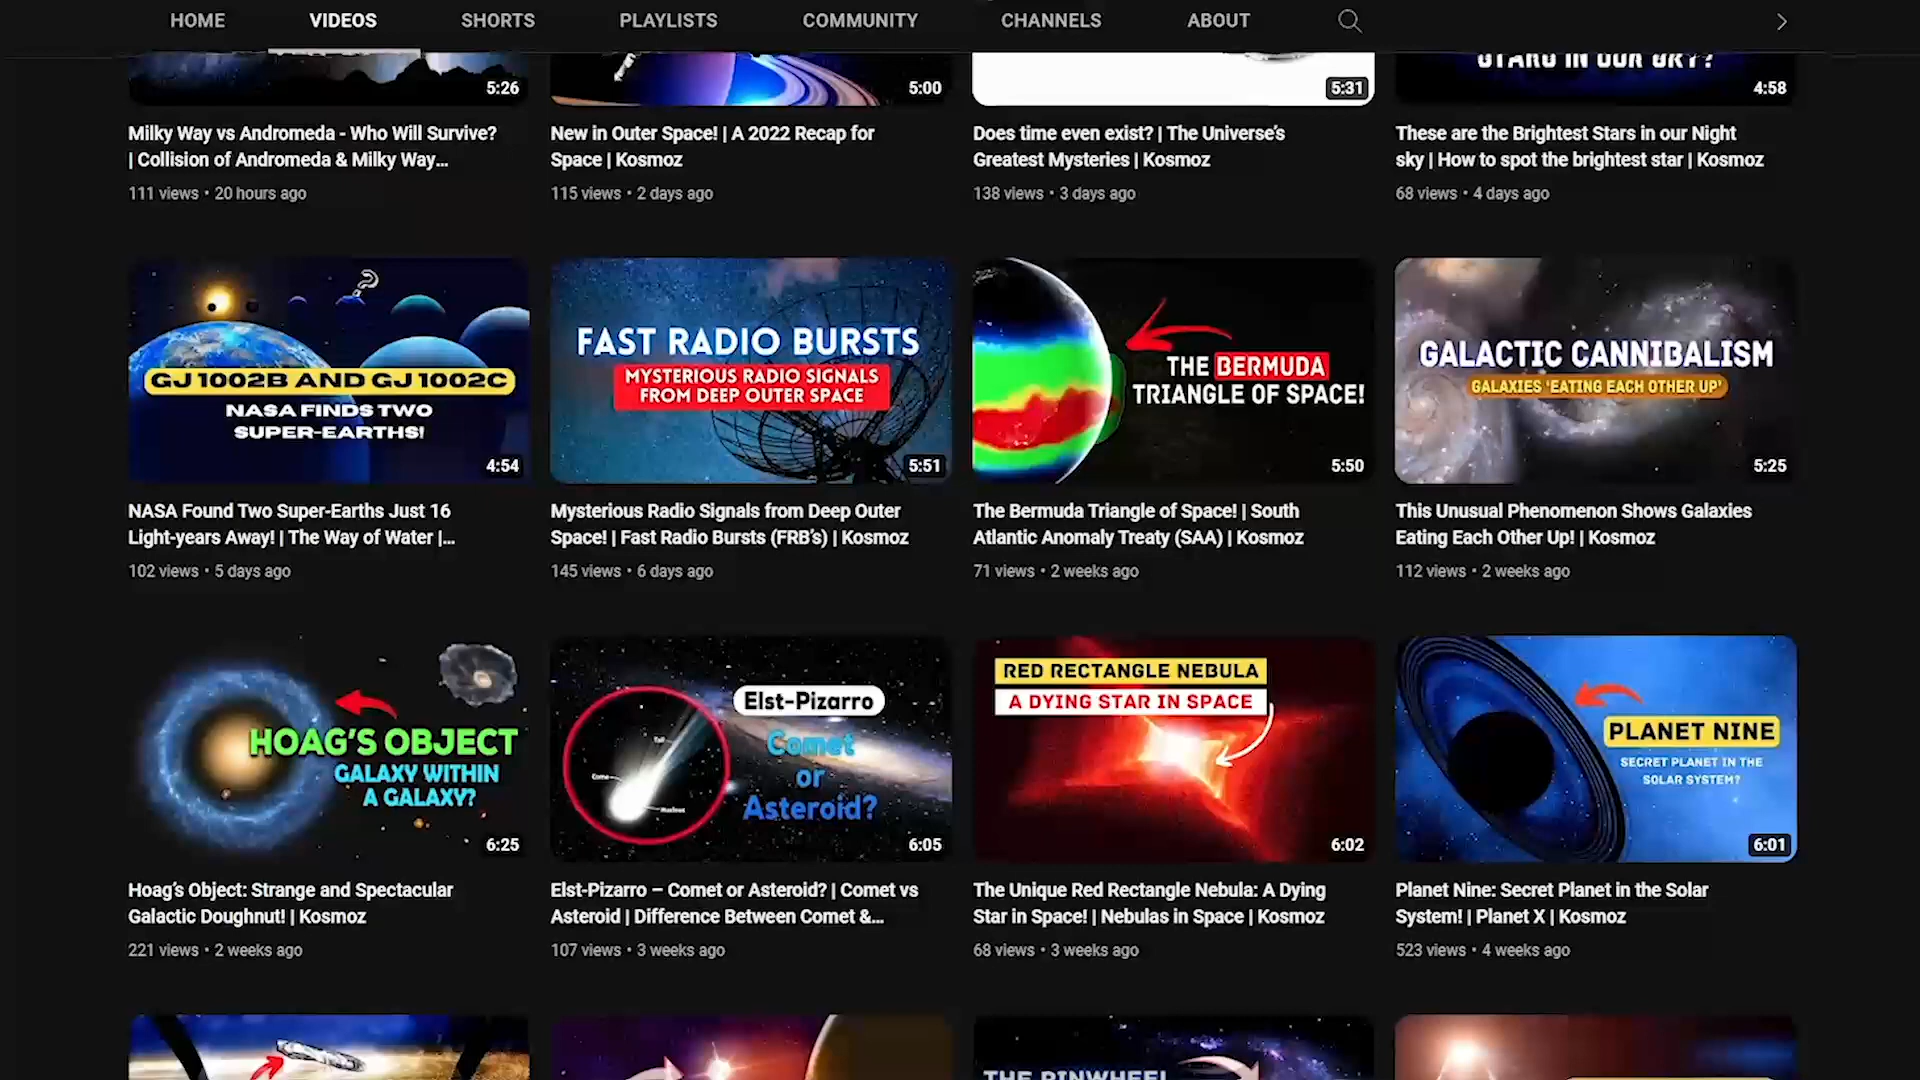 HOME VIDEOS SHORTS PLAYLISTS COMMUNITY CHANNELS ABOUT
STARS IN OUR SKY?
5:26
5:00
5:31
4:58
Milky Way vs Andromeda - Who Will Survive?
| Collision of Andromeda & Milky Way...
111 views • 20 hours ago
New in Outer Space! | A 2022 Recap for
Space | Kosmoz
115 views • 2 days ago
Does time even exist? | The Universe's
Greatest Mysteries | Kosmoz
138 views • 3 days ago
These are the Brightest Stars in our Night
sky | How to spot the brightest star | Kosmoz
68 views • 4 days ago
?
GJ 1002B AND GJ 1002C
NASA FINDS TWO
SUPER-EARTHS!
4:54
NASA Found Two Super-Earths Just 16
Light-years Away! | The Way of Water |...
102 views • 5 days ago
FAST RADIO BURSTS
MYSTERIOUS RADIO SIGNALS
FROM DEEP OUTER SPACE
5:51
Mysterious Radio Signals from Deep Outer
Space! | Fast Radio Bursts (FRB's) | Kosmoz
145 views • 6 days ago
THE BERMUDA
TRIANGLE OF SPACE!
5:50
The Bermuda Triangle of Space! | South
Atlantic Anomaly Treaty (SAA) | Kosmoz
71 views • 2 weeks ago
GALACTIC CANNIBALISM
GALAXIES 'EATING EACH OTHER UP'
5:25
This Unusual Phenomenon Shows Galaxies
Eating Each Other Up! | Kosmoz
112 views • 2 weeks ago
HOAG'S OBJECT
GALAXY WITHIN
A GALAXY?
6:25
Hoag's Object: Strange and Spectacular
Galactic Doughnut! | Kosmoz
221 views • 2 weeks ago
Elst-Pizarro
Comet
or
Asteroid?
Tail
Coma
Nucleus
6:05
Elst-Pizarro – Comet or Asteroid? | Comet vs
Asteroid | Difference Between Comet &...
107 views • 3 weeks ago
RED RECTANGLE NEBULA
A DYING STAR IN SPACE
6:02
The Unique Red Rectangle Nebula: A Dying
Star in Space! | Nebulas in Space | Kosmoz
68 views • 3 weeks ago
PLANET NINE
SECRET PLANET IN THE
SOLAR SYSTEM?
6:01
Planet Nine: Secret Planet in the Solar
System! | Planet X | Kosmoz
523 views • 4 weeks ago
THE PINWHEEL